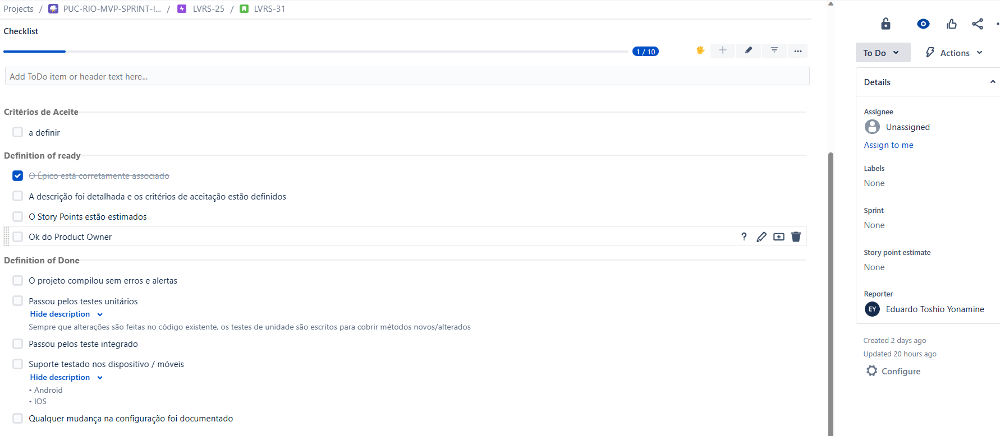 Projects / PUC-RIO-MVP-SPRINT-I... / LVRS-25 / LVRS-31
Checklist
1 / 10
Add ToDo item or header text here...
Critérios de Aceite
a definir
Definition of ready
O Épico está corretamente associado
A descrição foi detalhada e os critérios de aceitação estão definidos
O Story Points estão estimados
Ok do Product Owner
Definition of Done
O projeto compilou sem erros e alertas
Passou pelos testes unitários
Hide description
Sempre que alterações são feitas no código existente, os testes de unidade são escritos para cobrir métodos novos/alterados
Passou pelos teste integrado
Suporte testado nos dispositivo / móveis
Hide description
• Android
• IOS
Qualquer mudança na configuração foi documentado
To Do
Actions
Details
Assignee
Unassigned
Assign to me
Labels
None
Sprint
None
Story point estimate
None
Reporter
EY Eduardo Toshio Yonamine
Created 2 days ago
Updated 20 hours ago
Configure